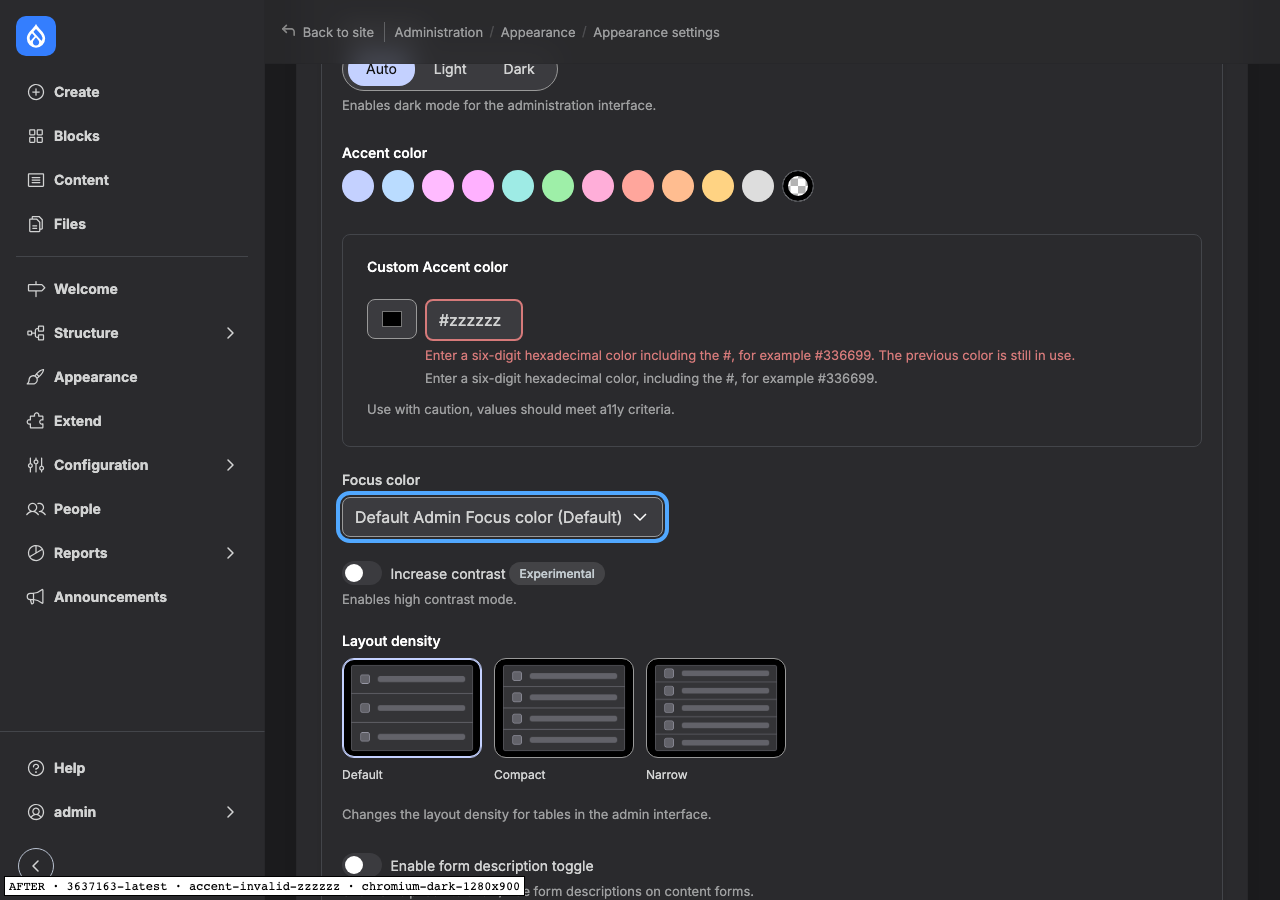 Back to site
Administration / Appearance / Appearance settings
Create
Blocks
Content
Files
Welcome
Structure
Appearance
Extend
Configuration
People
Reports
Announcements
Help
admin
Auto Light Dark
Enables dark mode for the administration interface.
Accent color
Custom Accent color
#zzzzzz
Enter a six-digit hexadecimal color including the #, for example #336699. The previous color is still in use.
Enter a six-digit hexadecimal color, including the #, for example #336699.
Use with caution, values should meet a11y criteria.
Focus color
Default Admin Focus color (Default)
Increase contrast Experimental
Enables high contrast mode.
Layout density
Default Compact Narrow
Changes the layout density for tables in the admin interface.
Enable form description toggle
form descriptions on content forms.
AFTER · 3637163-latest · accent-invalid-zzzzzz · chromium-dark-1280x900